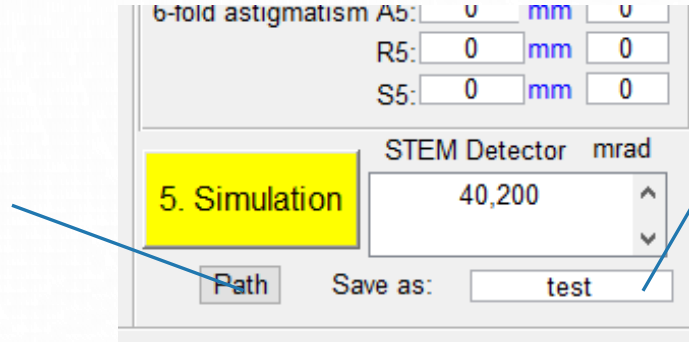 6-fold astigmatism A5: 0 mm 0
R5: 0 mm 0
S5: 0 mm 0
STEM Detector mrad
5. Simulation 40,200
Path Save as: test